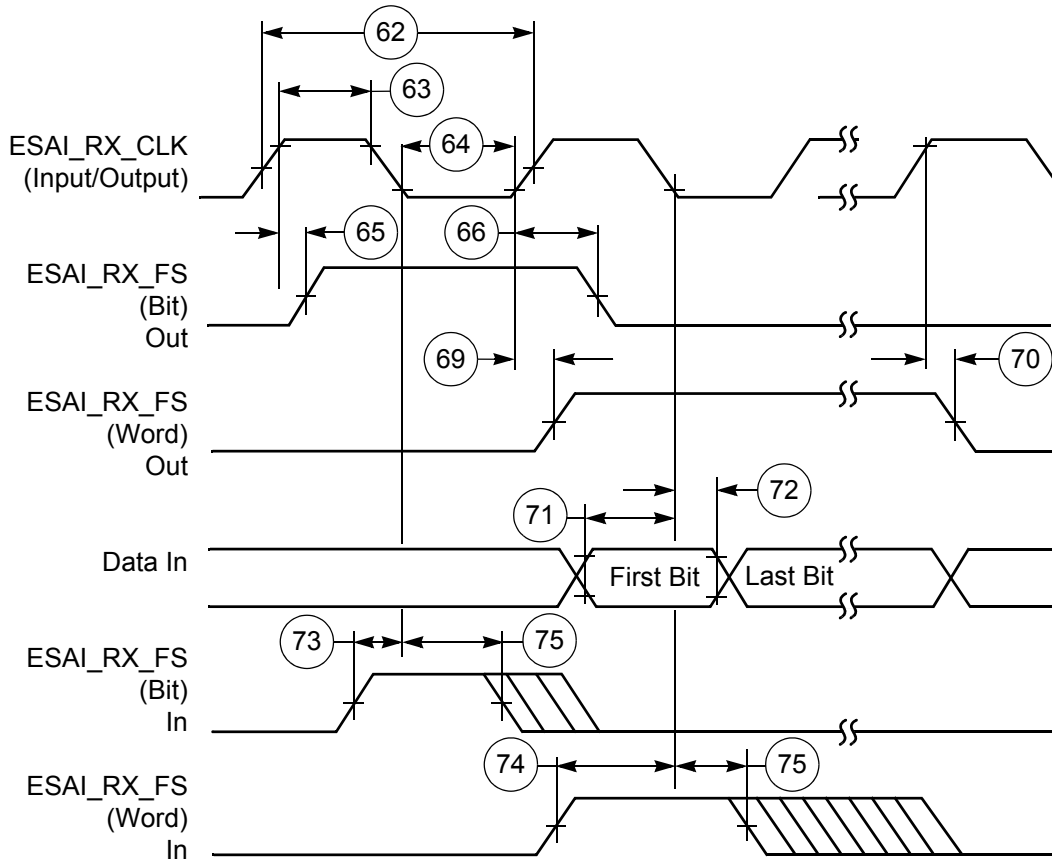 62
63
ESAI_RX_CLK
(Input/Output)
64
65
66
ESAI_RX_FS
(Bit)
Out
69
70
ESAI_RX_FS
(Word)
Out
71
72
Data In
First Bit
Last Bit
73
75
ESAI_RX_FS
(Bit)
In
74
75
ESAI_RX_FS
(Word)
In